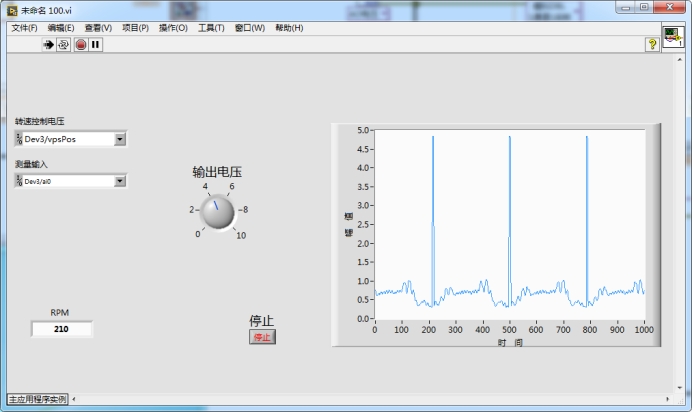 未命名 100.vi
文件(F) 编辑(E) 查看(V) 项目(P) 操作(O) 工具(T) 窗口(W) 帮助(H)
转速控制电压
Dev3/vpsPos
测量输入
Dev3/ai0
输出电压
4 6
2 8
0 10
RPM
210
停止
停止
幅值
5.0
4.5
4.0
3.5
3.0
2.5
2.0
1.5
1.0
0.5
0.0
0 100 200 300 400 500 600 700 800 900 1000
时间
主应用程序实例